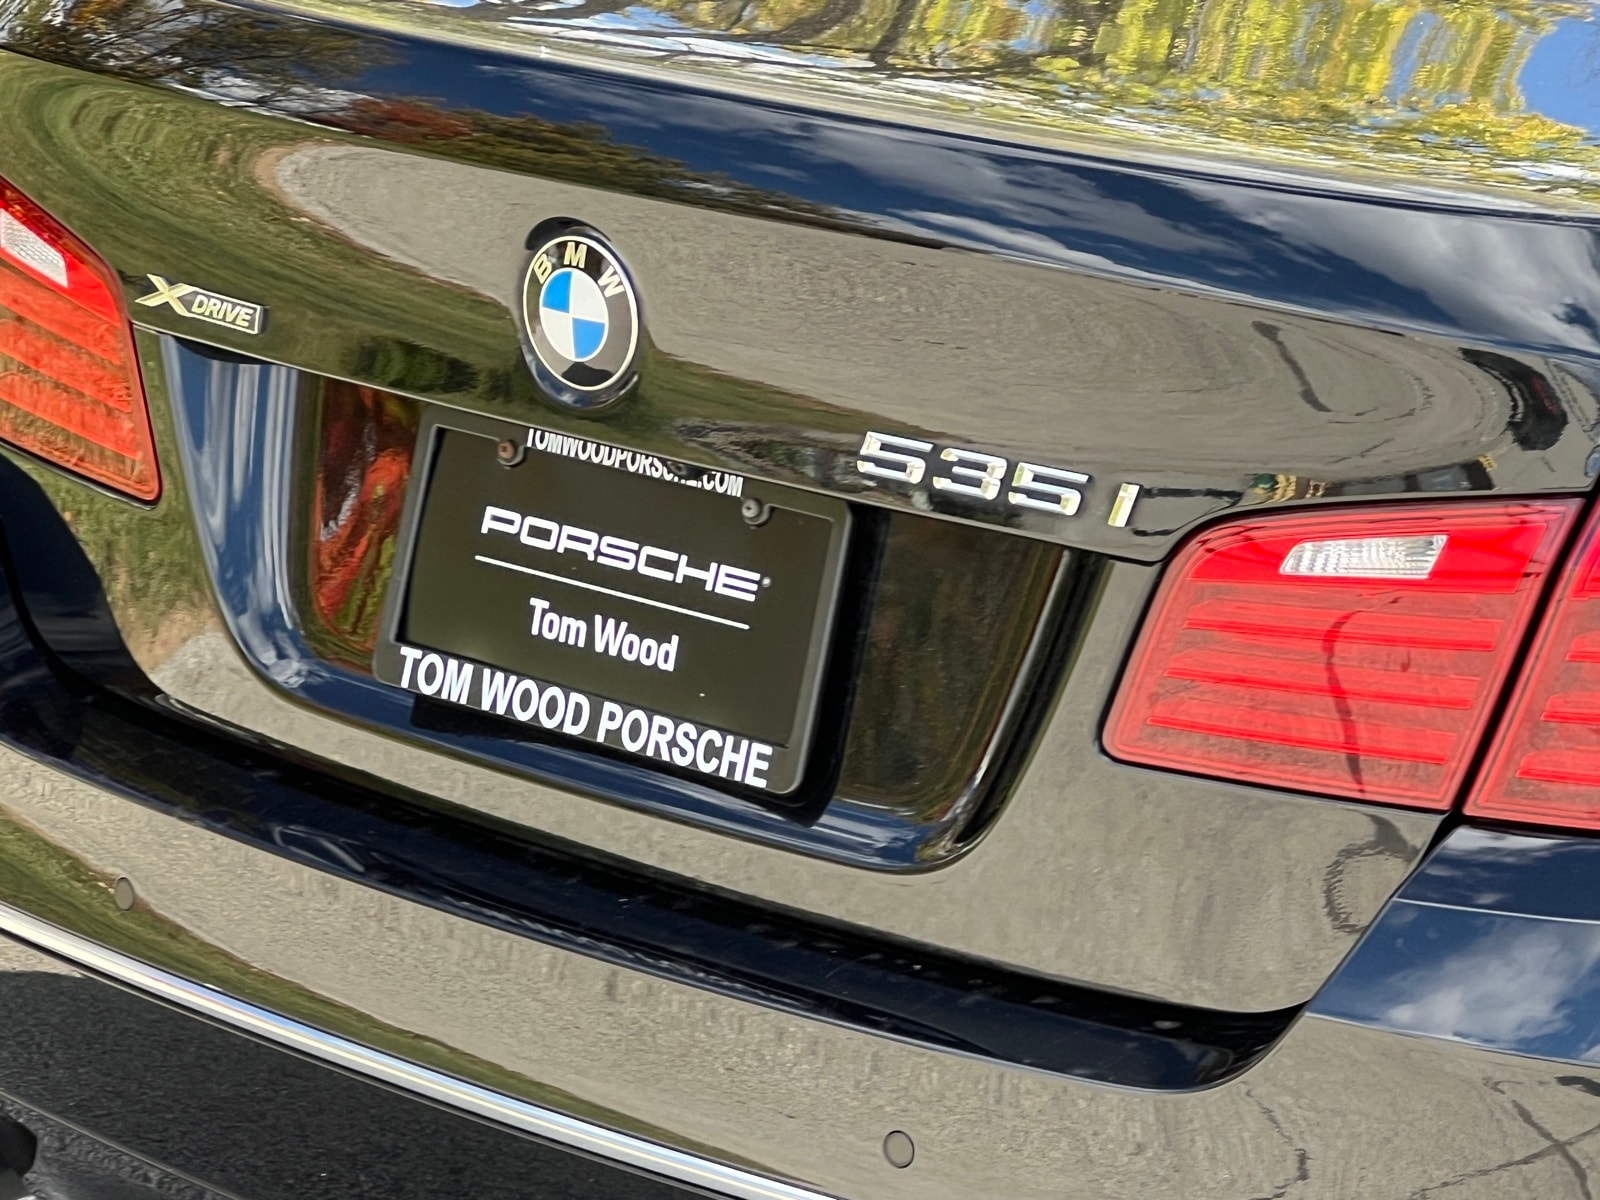 BMW
XDRIVE
535i
TOMWOODPORSCHE.COM
PORSCHE
Tom Wood
TOM WOOD PORSCHE